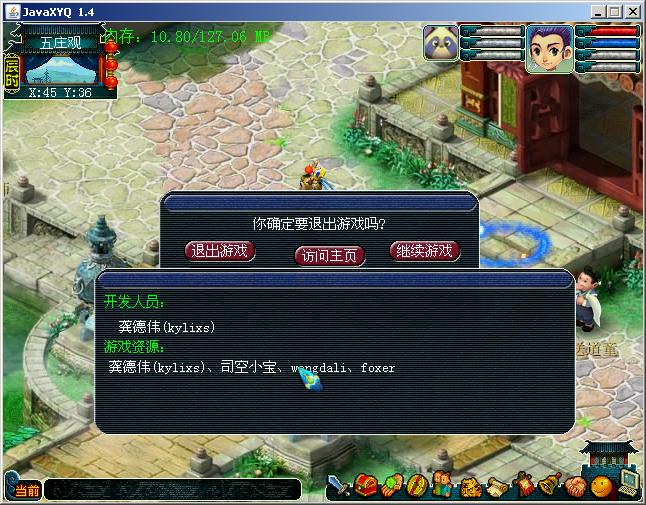 JavaXYQ 1.4
内存：10.80/127.06 MB
五庄观
辰时
X:45 Y:36
你确定要退出游戏吗？
退出游戏
访问主页
继续游戏
开发人员：
龚德伟(kylixs)
游戏资源：
龚德伟(kylixs)、司空小宝、wangdali、foxer
道童
当前